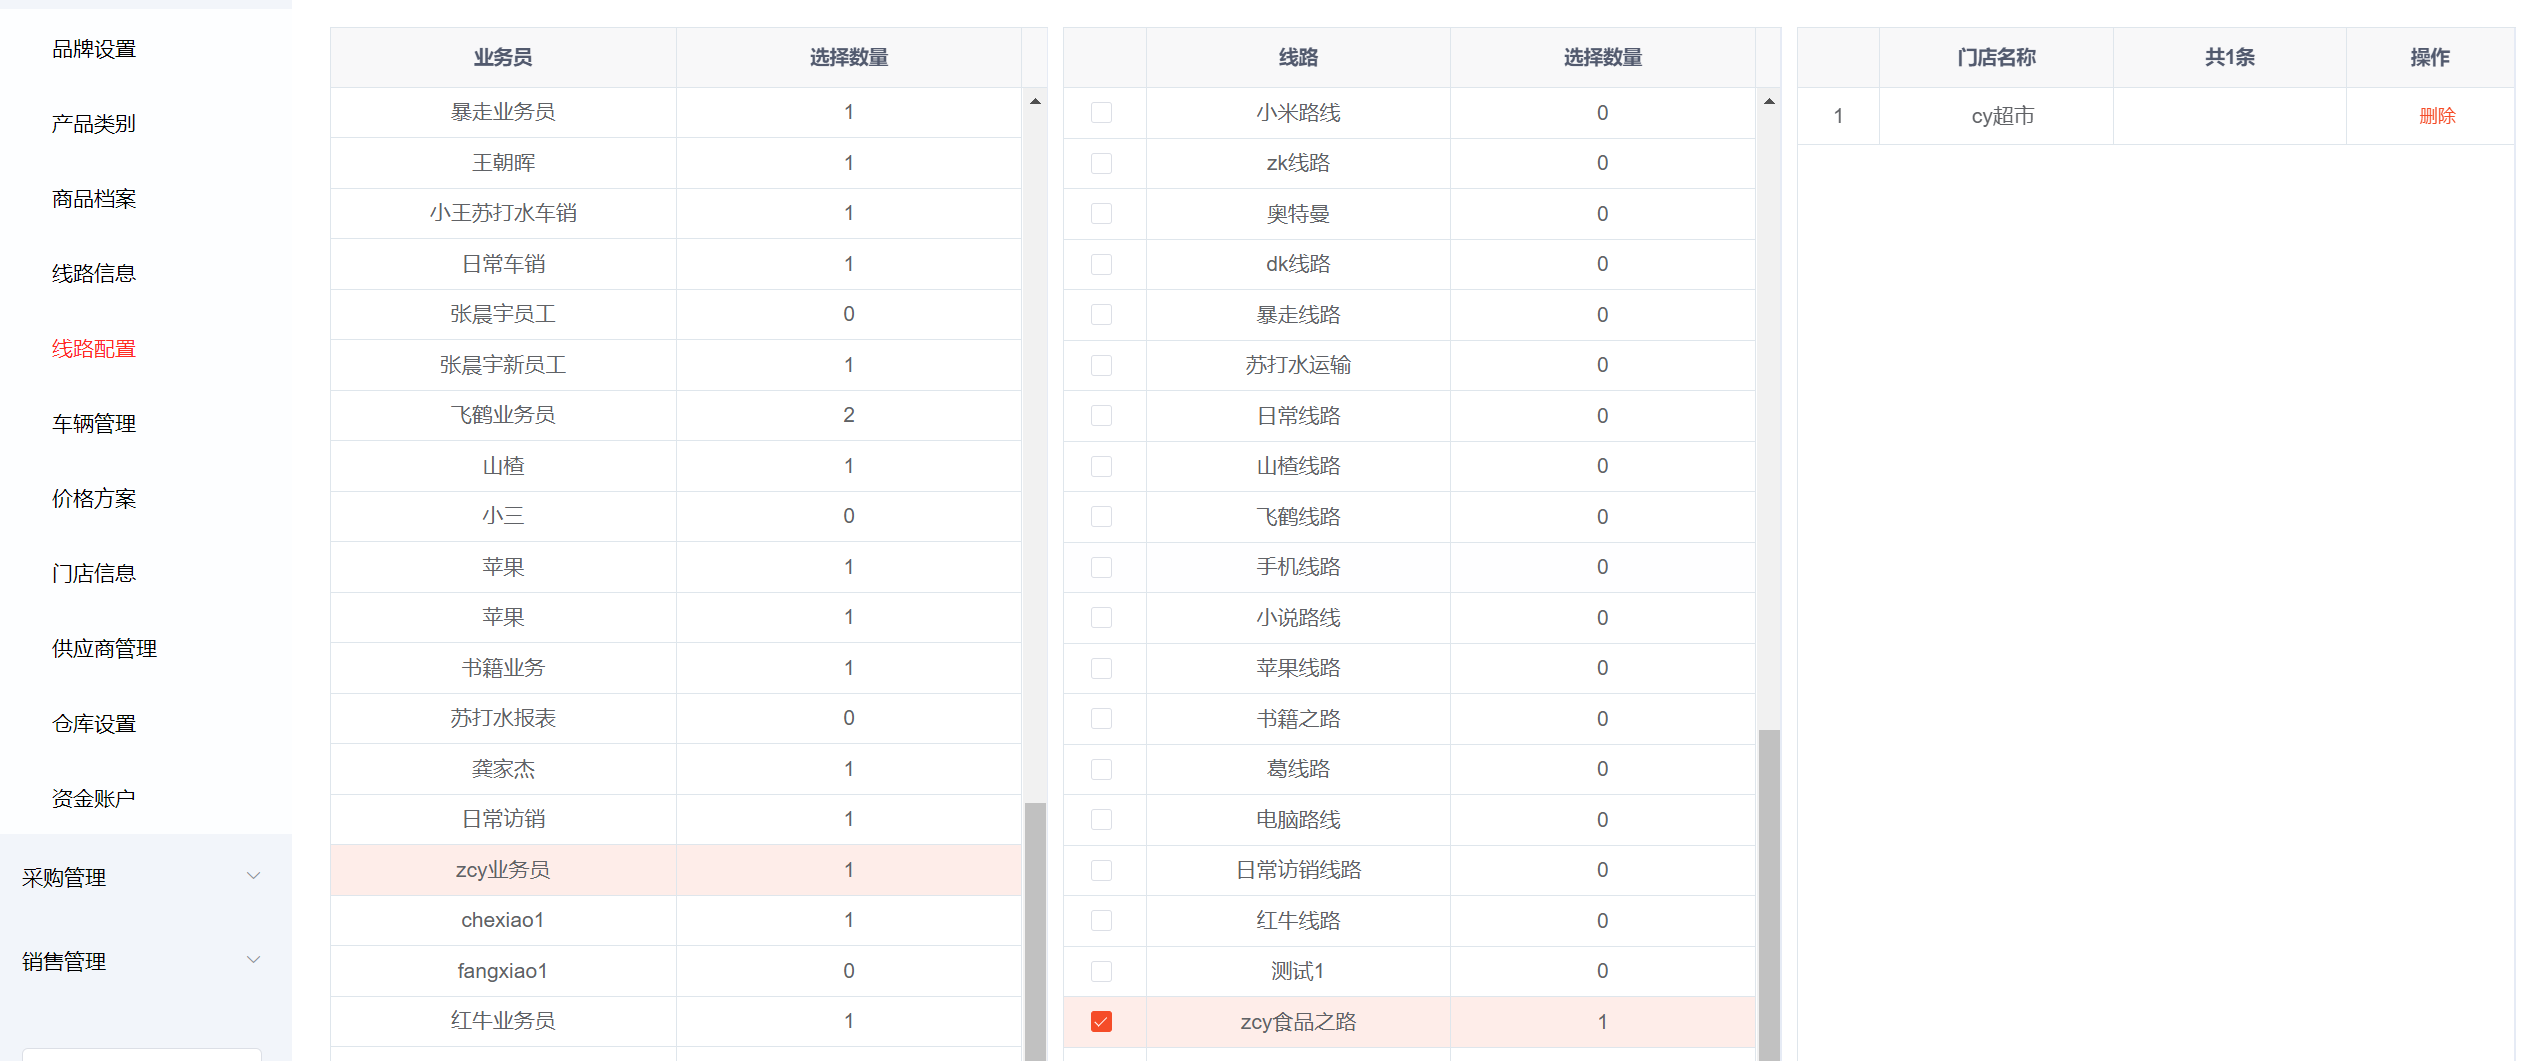 品牌设置
产品类别
商品档案
线路信息
线路配置
车辆管理
价格方案
门店信息
供应商管理
仓库设置
资金账户
采购管理
销售管理
业务员 选择数量
暴走业务员 1
王朝晖 1
小王苏打水车销 1
日常车销 1
张晨宇员工 0
张晨宇新员工 1
飞鹤业务员 2
山楂 1
小三 0
苹果 1
苹果 1
书籍业务 1
苏打水报表 0
龚家杰 1
日常访销 1
zcy业务员 1
chexiao1 1
fangxiao1 0
红牛业务员 1
线路 选择数量
小米路线 0
zk线路 0
奥特曼 0
dk线路 0
暴走线路 0
苏打水运输 0
日常线路 0
山楂线路 0
飞鹤线路 0
手机线路 0
小说路线 0
苹果线路 0
书籍之路 0
葛线路 0
电脑路线 0
日常访销线路 0
红牛线路 0
测试1 0
zcy食品之路 1
门店名称 共1条 操作
1 cy超市 删除